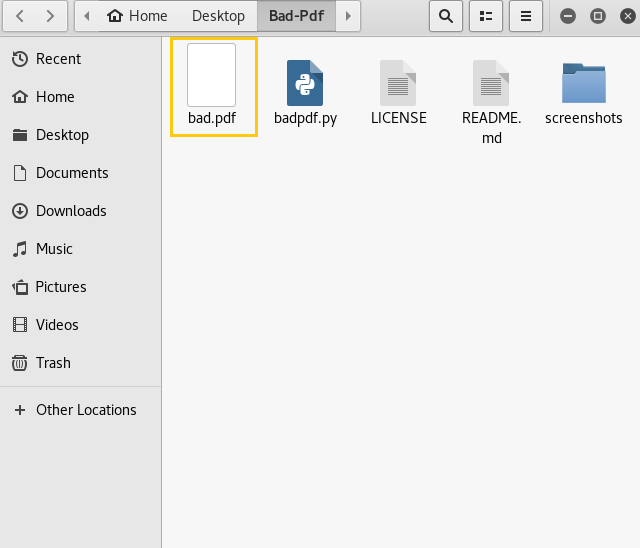 Home Desktop Bad-Pdf
Recent
Home
Desktop
Documents
Downloads
Music
Pictures
Videos
Trash
Other Locations
bad.pdf badpdf.py LICENSE README. screenshots
md